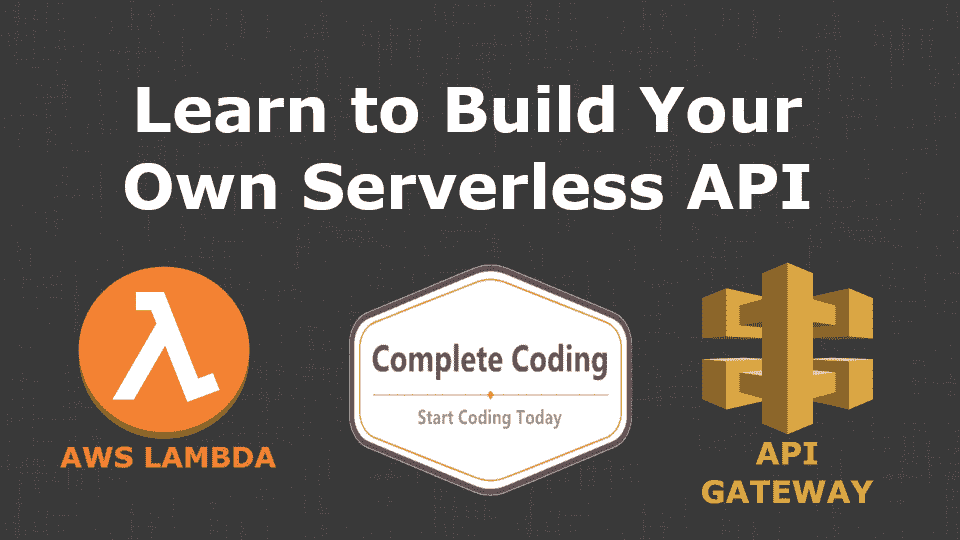 Learn to Build Your
Own Serverless API
AWS LAMBDA
Complete Coding
Start Coding Today
API
GATEWAY